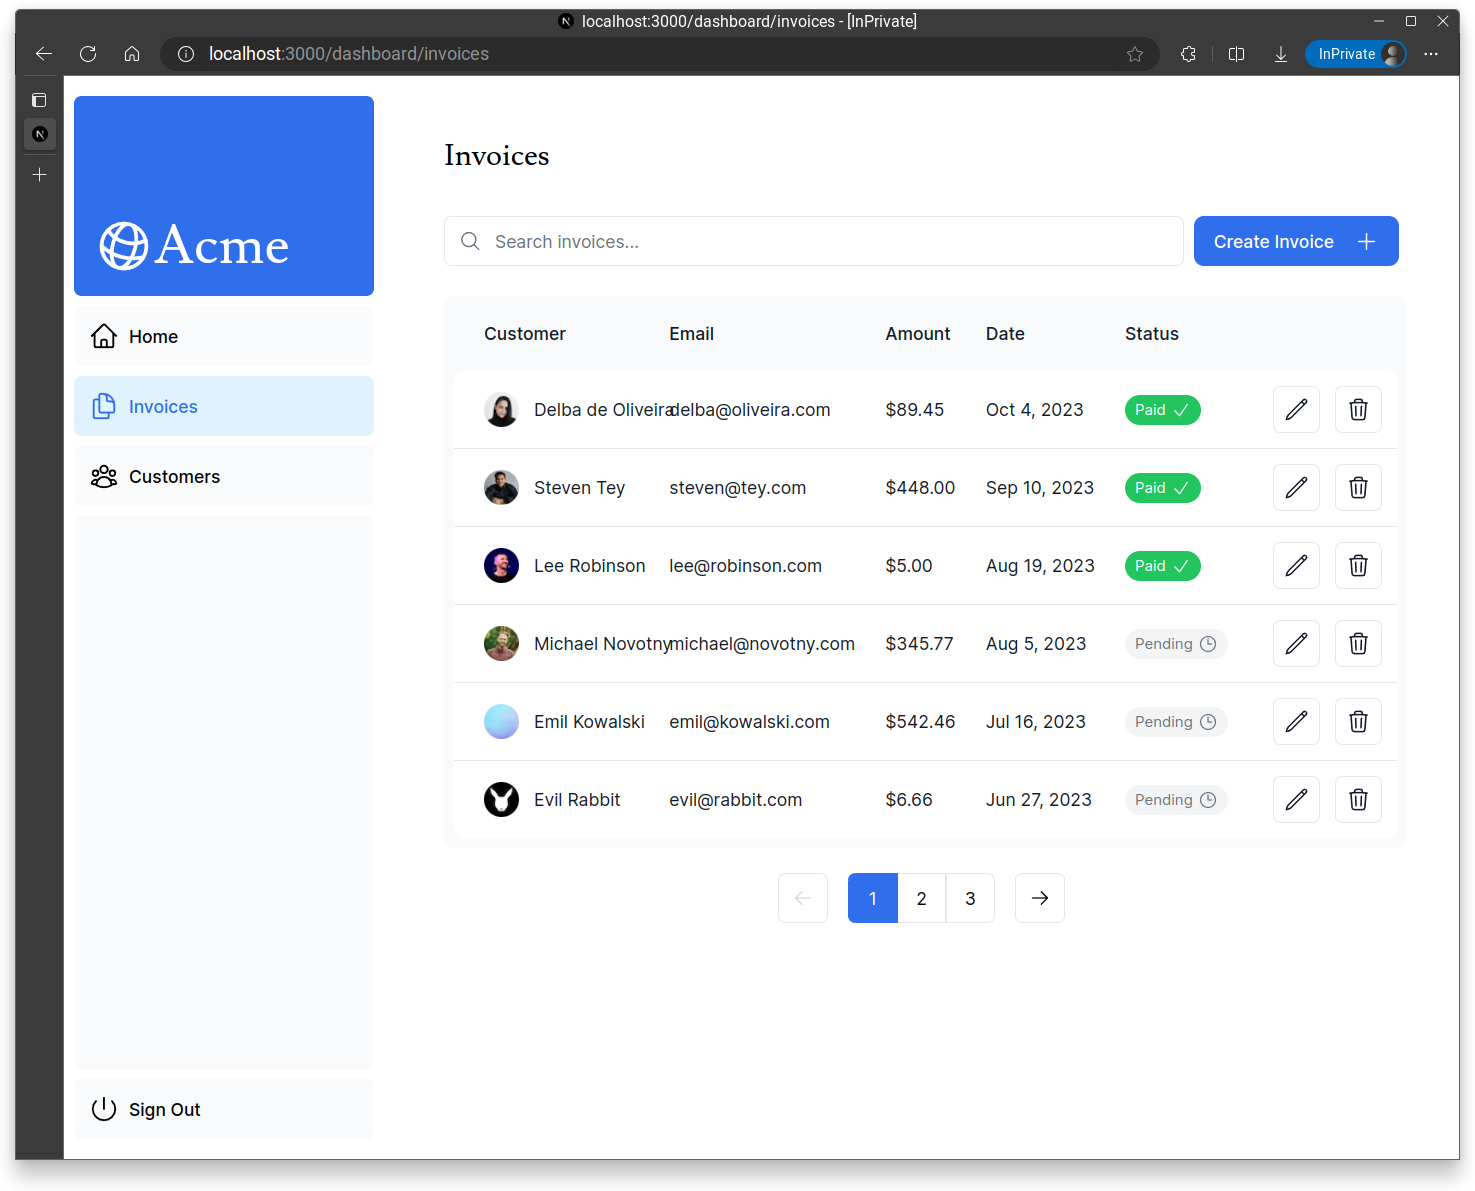 localhost:3000/dashboard/invoices - [InPrivate]
localhost:3000/dashboard/invoices
InPrivate
Acme
Home
Invoices
Customers
Sign Out
Invoices
Search invoices...
Create Invoice
Customer Email Amount Date Status
Delba de Oliveira delba@oliveira.com $89.45 Oct 4, 2023 Paid
Steven Tey steven@tey.com $448.00 Sep 10, 2023 Paid
Lee Robinson lee@robinson.com $5.00 Aug 19, 2023 Paid
Michael Novotny michael@novotny.com $345.77 Aug 5, 2023 Pending
Emil Kowalski emil@kowalski.com $542.46 Jul 16, 2023 Pending
Evil Rabbit evil@rabbit.com $6.66 Jun 27, 2023 Pending
1 2 3